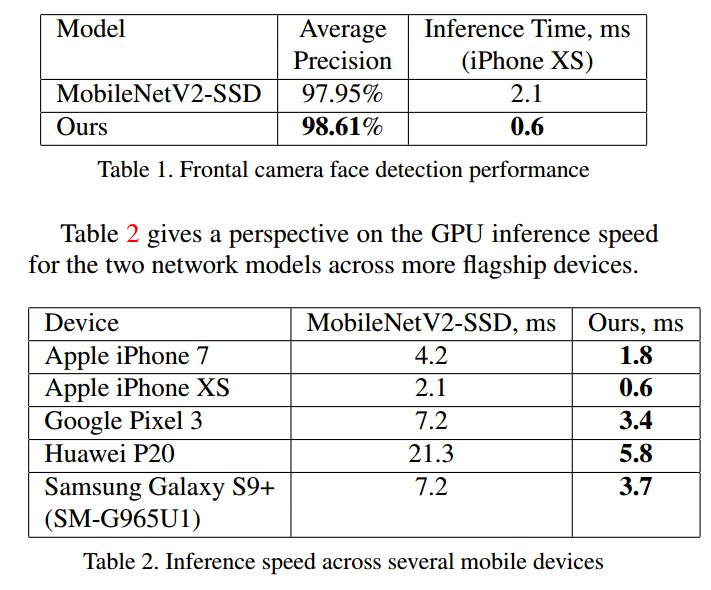 Model Average Inference Time, ms
Precision (iPhone XS)
MobileNetV2-SSD 97.95% 2.1
Ours 98.61% 0.6
Table 1. Frontal camera face detection performance
Table 2 gives a perspective on the GPU inference speed
for the two network models across more flagship devices.
Device MobileNetV2-SSD, ms Ours, ms
Apple iPhone 7 4.2 1.8
Apple iPhone XS 2.1 0.6
Google Pixel 3 7.2 3.4
Huawei P20 21.3 5.8
Samsung Galaxy S9+ 7.2 3.7
(SM-G965U1)
Table 2. Inference speed across several mobile devices